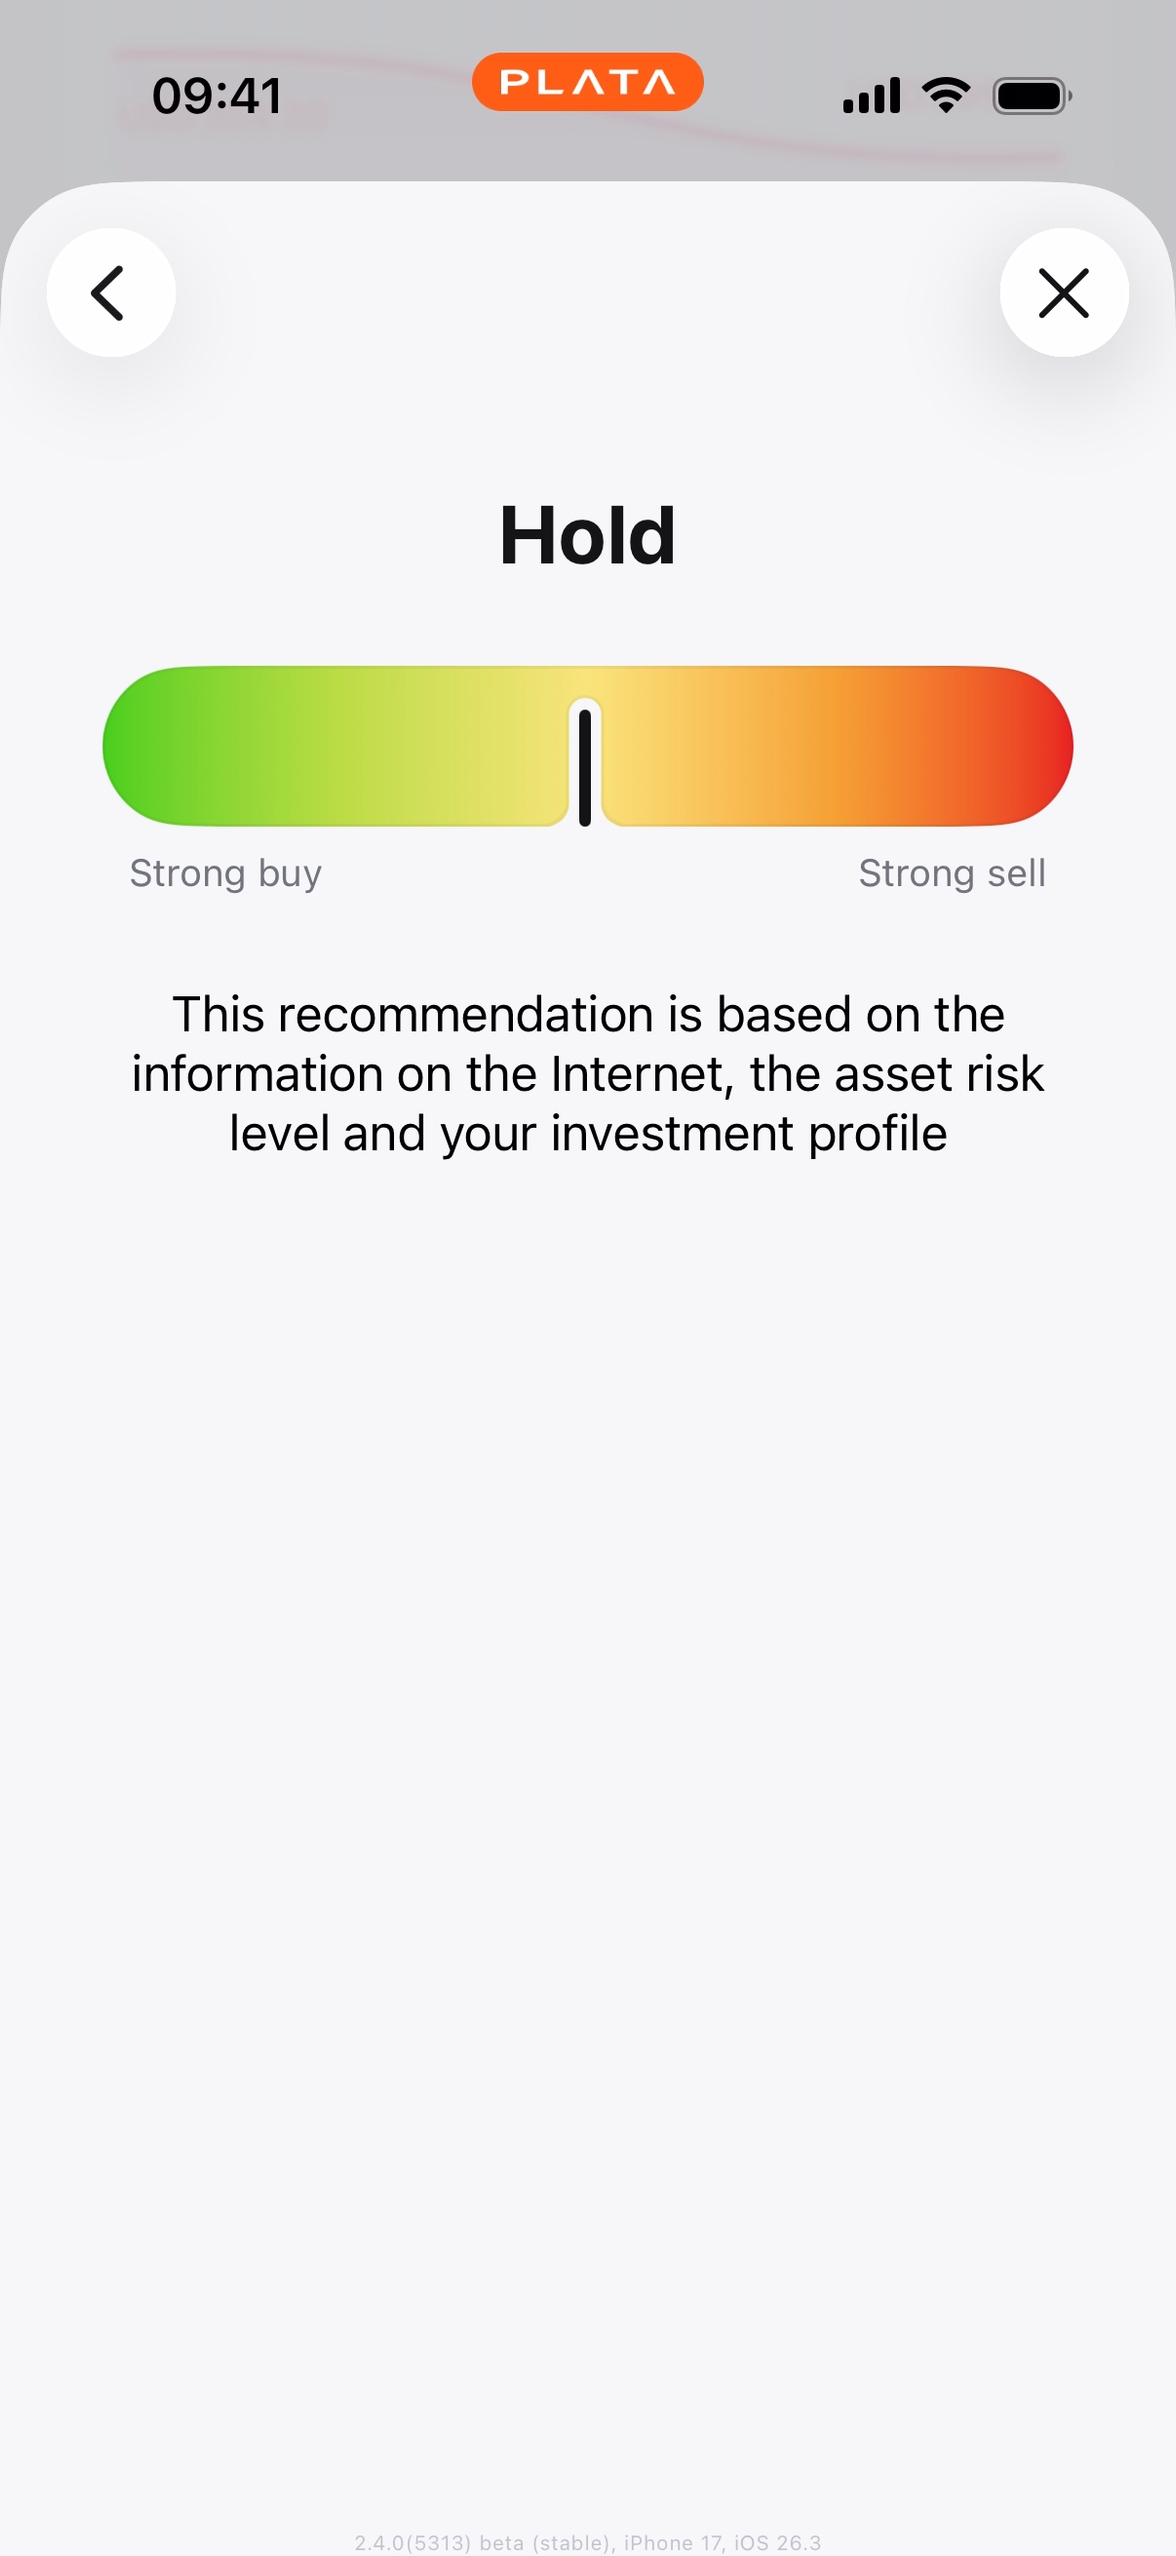 09:41
PLATA
Hold
Strong buy
Strong sell
This recommendation is based on the
information on the Internet, the asset risk
level and your investment profile
2.4.0(5313) beta (stable), iPhone 17, iOS 26.3